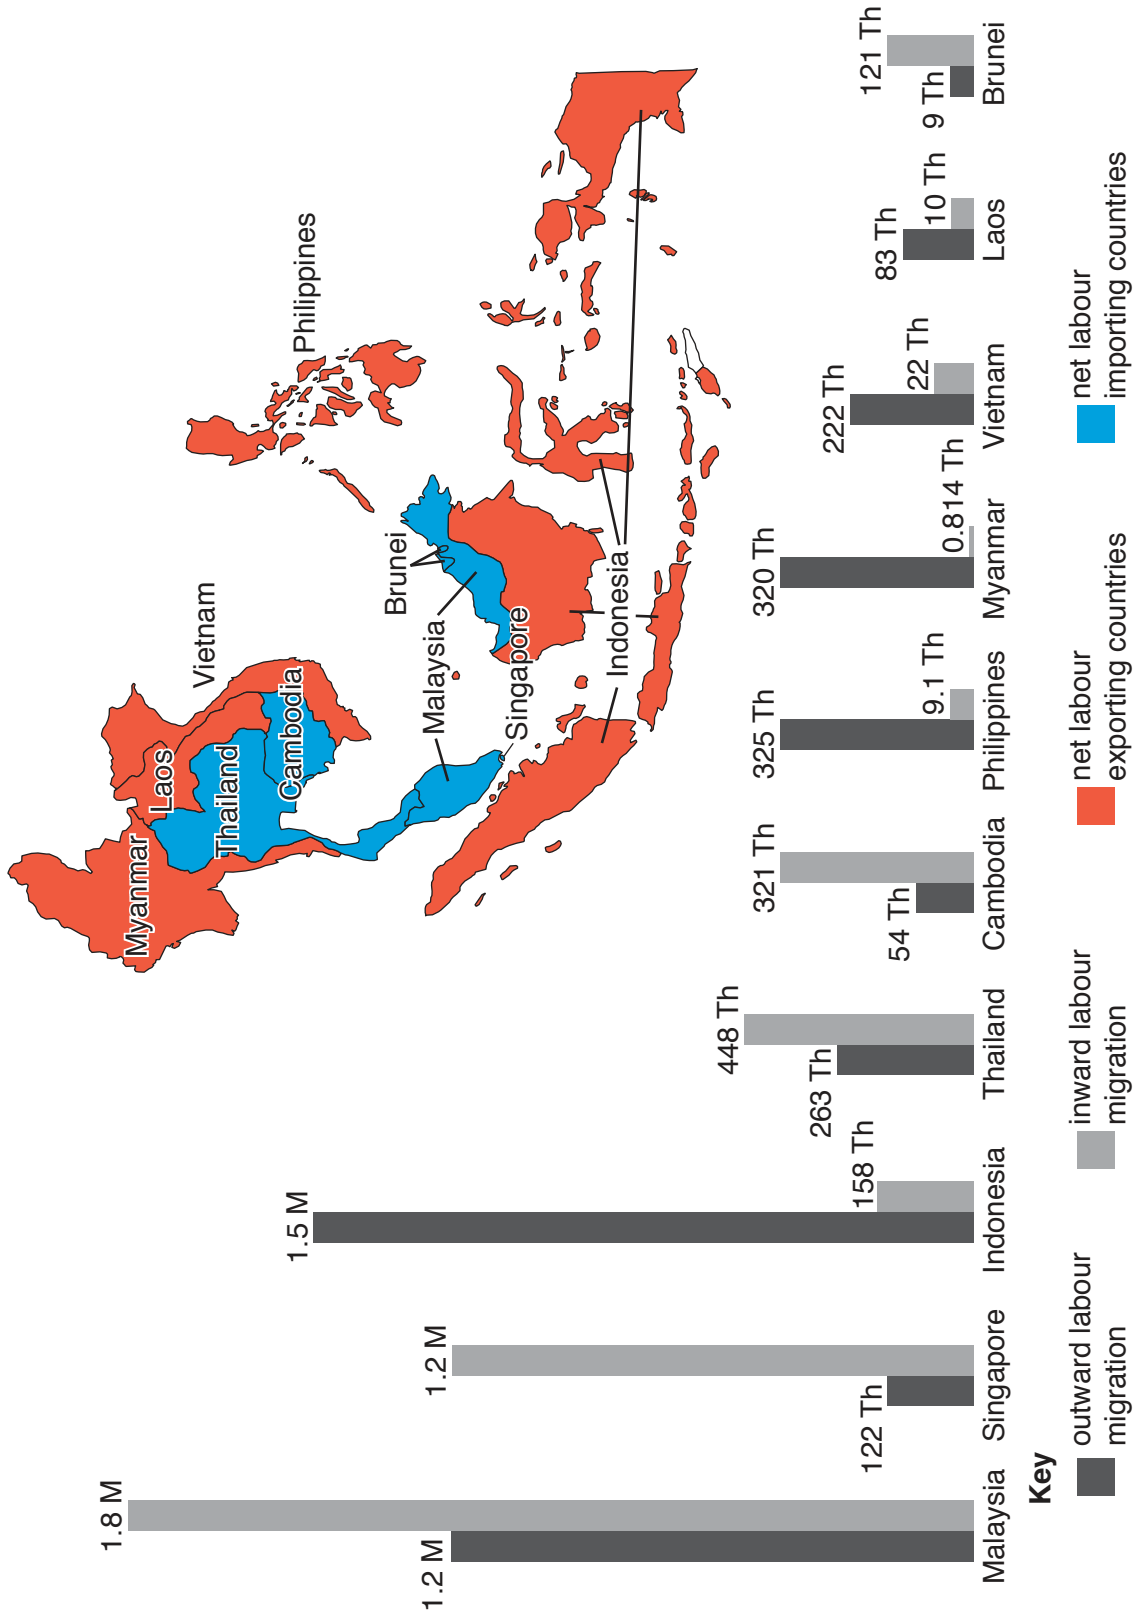 Philippines
Vietnam
Brunei
Malaysia
Singapore
Indonesia
Myanmar
Laos
Thailand
Cambodia
1.8 M
1.2 M
Malaysia
1.2 M
122 Th
Singapore
1.5 M
158 Th
Indonesia
448 Th
263 Th
Thailand
321 Th
54 Th
Cambodia
325 Th
9.1 Th
Philippines
320 Th
0.814 Th
Myanmar
222 Th
22 Th
Vietnam
83 Th
10 Th
Laos
121 Th
9 Th
Brunei
Key
outward labour
migration
inward labour
migration
net labour
exporting countries
net labour
importing countries